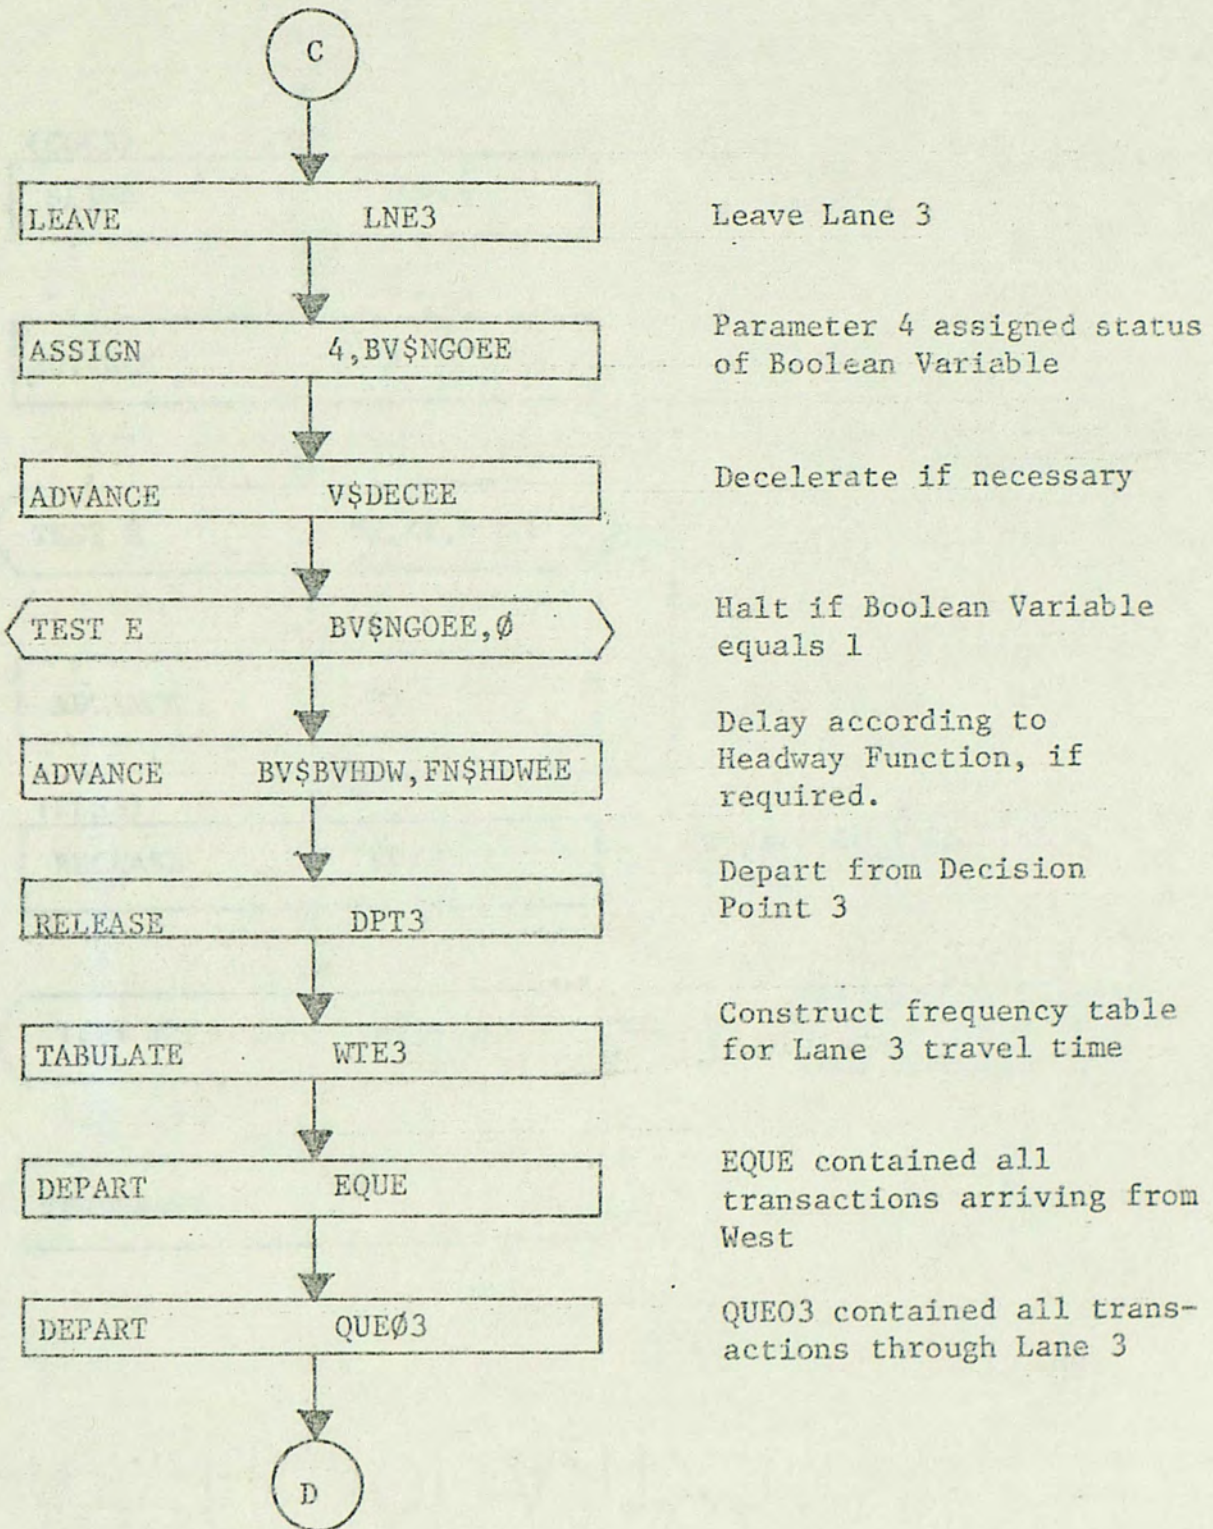 C
LEAVE LNE3
Leave Lane 3
ASSIGN 4,BV$NGOEE
Parameter 4 assigned status
of Boolean Variable
ADVANCE V$DECEE
Decelerate if necessary
TEST E BV$NGOEE,Ø
Halt if Boolean Variable
equals 1
ADVANCE BV$BVHDW,FN$HDWEE
Delay according to
Headway Function, if
required.
RELEASE DPT3
Depart from Decision
Point 3
TABULATE WTE3
Construct frequency table
for Lane 3 travel time
DEPART EQUE
EQUE contained all
transactions arriving from
West
DEPART QUEØ3
QUEO3 contained all trans-
actions through Lane 3
D